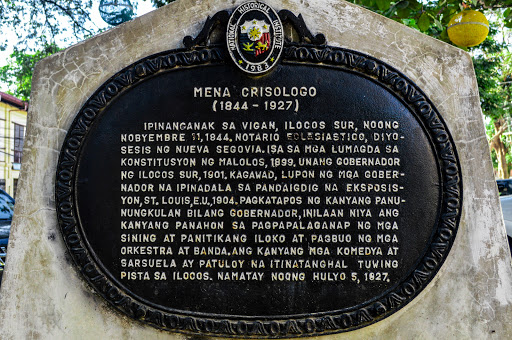 NATIONAL HISTORICAL INSTITUTE
1981
MENA CRISOLOGO
(1844 - 1927)
IPINANGANAK SA VIGAN, ILOCOS SUR, NOONG
NOBYEMBRE 11, 1844. NOTARIO ECLESIASTICO, DIYO-
SESIS NG NUEVA SEGOVIA. ISA SA MGA LUMAGDA SA
KONSTITUSYON NG MALOLOS, 1899. UNANG GOBERNADOR
NG ILOCOS SUR, 1901. KAGAWAD, LUPON NG MGA GOBER-
NADOR NA IPINADALA SA PANDAIGDIG NA EKSPOSIS-
YON, ST. LOUIS, E.U. 1904. PAGKATAPOS NG KANYANG PANU-
NUNGKULAN BILANG GOBERNADOR, INILAAN NIYA ANG
KANYANG PANAHON SA PAGPAPALAGANAP NG MGA
SINING AT PANITIKANG ILOKO AT PAGBUO NG MGA
ORKESTRA AT BANDA. ANG KANYANG MGA KOMEDYA AT
SARSUELA AY PATULOY NA ITINATANGHAL TUWING
PISTA SA ILOCOS. NAMATAY NOONG HULYO 5, 1927.